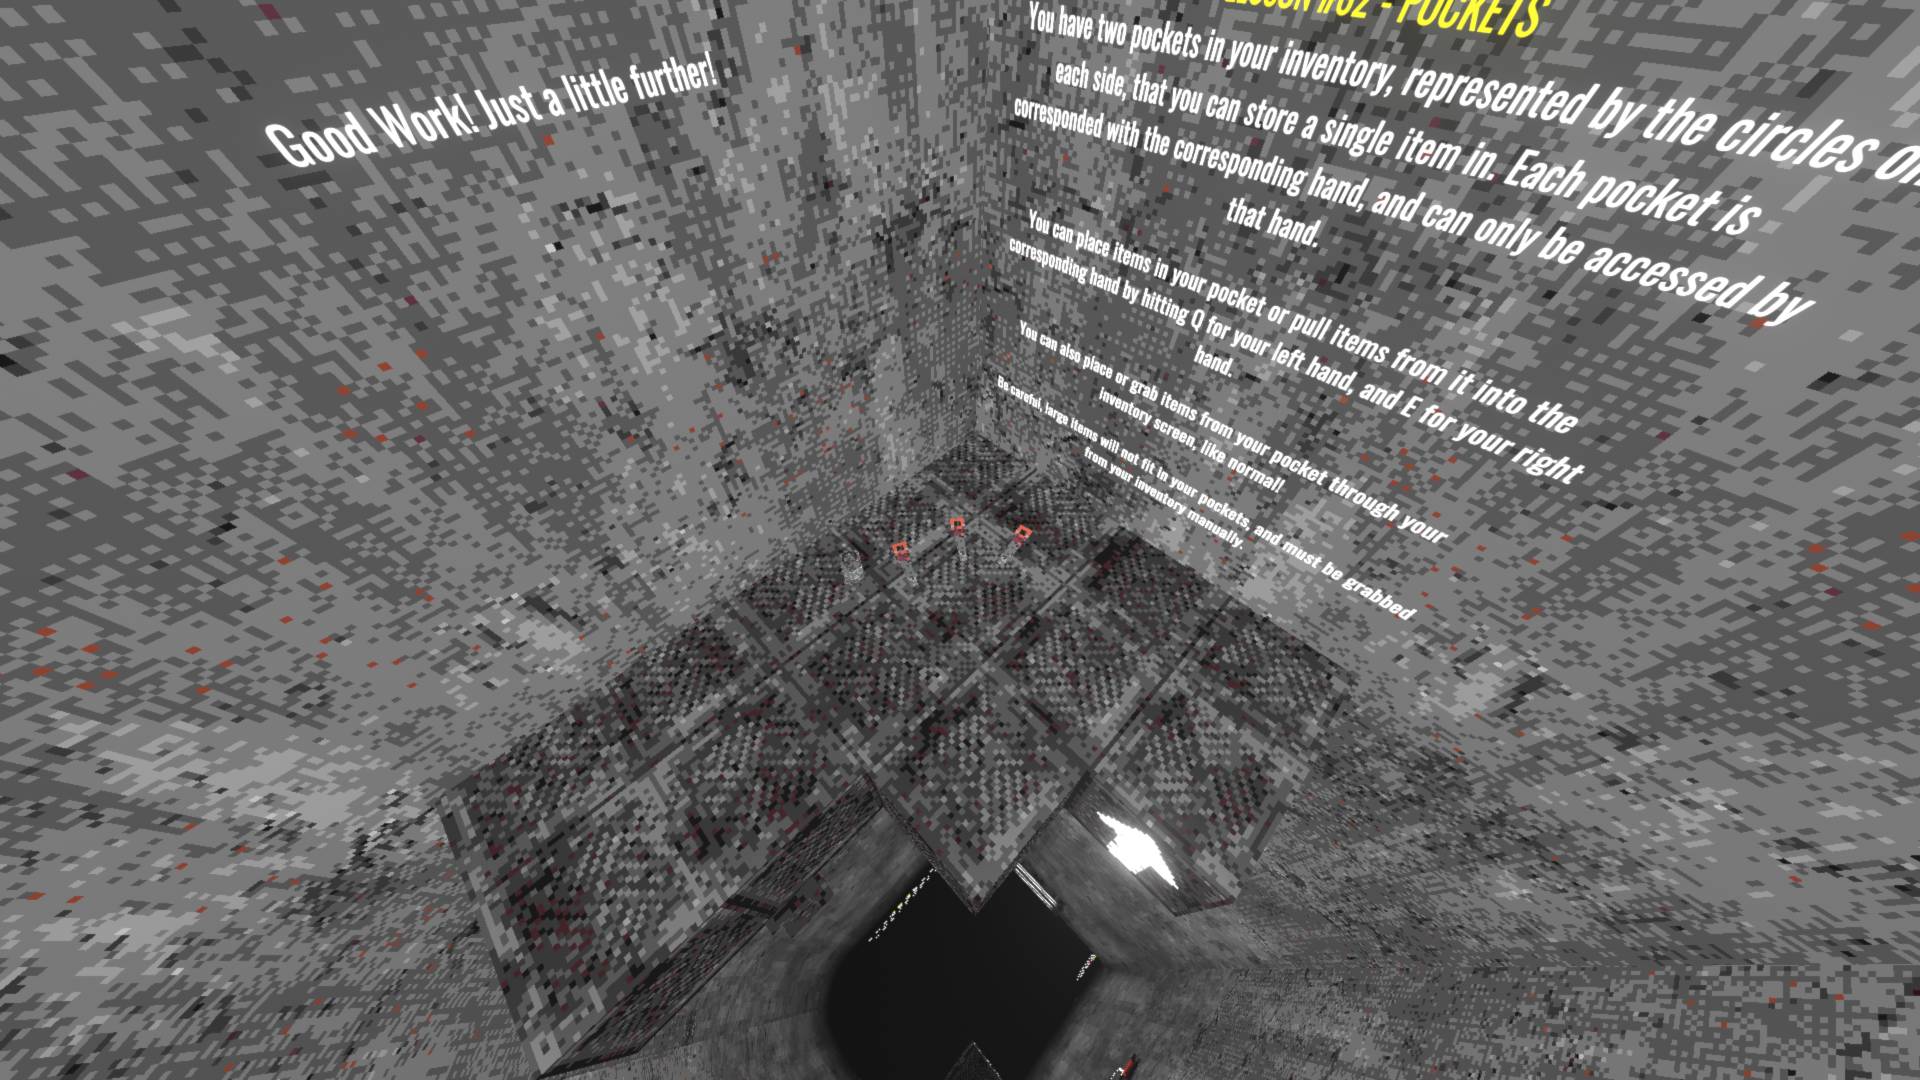 Good Work! Just a little further!
#02 - POCKETS
You have two pockets in your inventory, represented by the circles on
each side, that you can store a single item in. Each pocket is
corresponded with the corresponding hand, and can only be accessed by
that hand.
You can place items in your pocket or pull items from it into the
corresponding hand by hitting Q for your left hand, and E for your right
hand.
You can also place or grab items from your pocket through your
inventory screen, like normal!
Be careful, large items will not fit in your pockets, and must be grabbed
from your inventory manually.